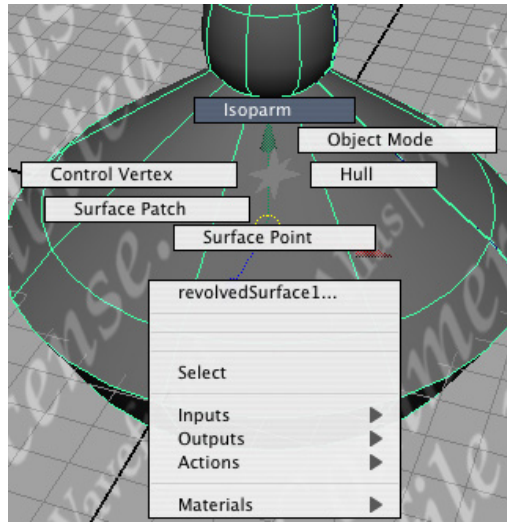 Isoparm
Object Mode
Control Vertex
Hull
Surface Patch
Surface Point
revolvedSurface1...
Select
Inputs
Outputs
Actions
Materials